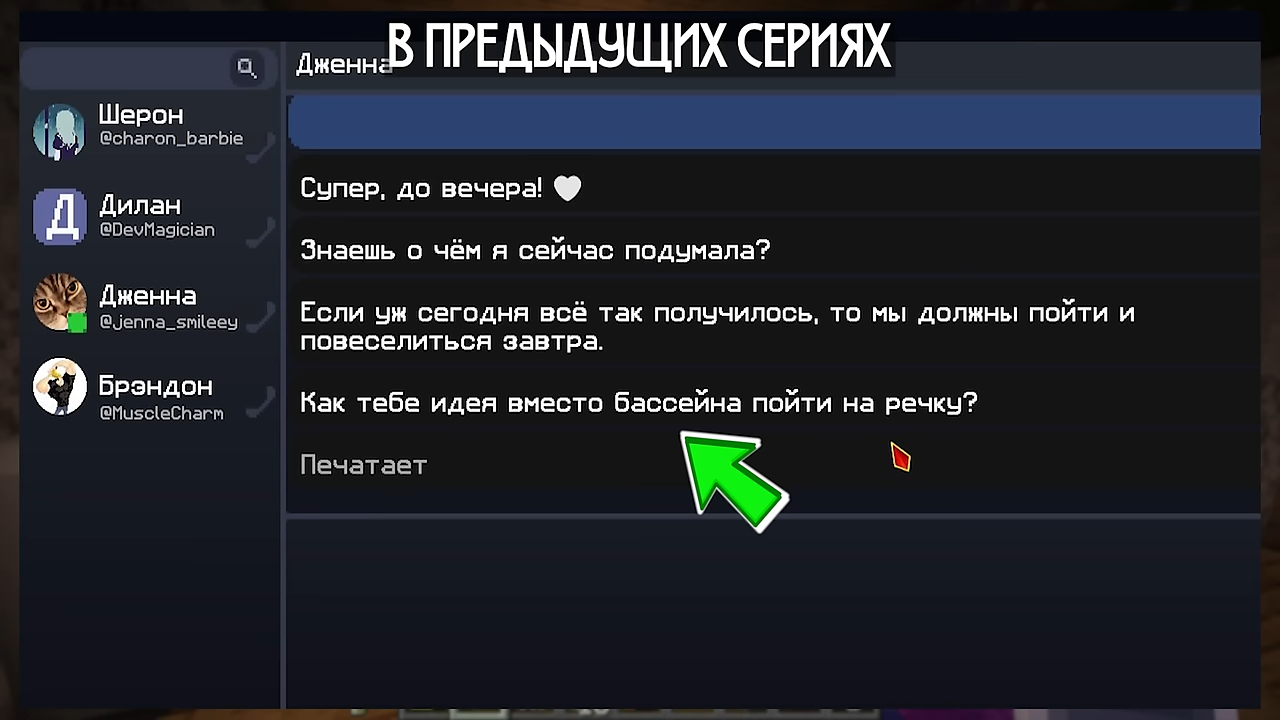 В ПРЕДЫДУЩИХ СЕРИЯХ
Дженна
Шерон
@charon_barbie
Д
Дилан
@DevMagician
Дженна
@jenna_smileey
Брэндон
@MuscleCharm
Супер, до вечера! 🤍
Знаешь о чём я сейчас подумала?
Если уж сегодня всё так получилось, то мы должны пойти и
повеселиться завтра.
Как тебе идея вместо бассейна пойти на речку?
Печатает